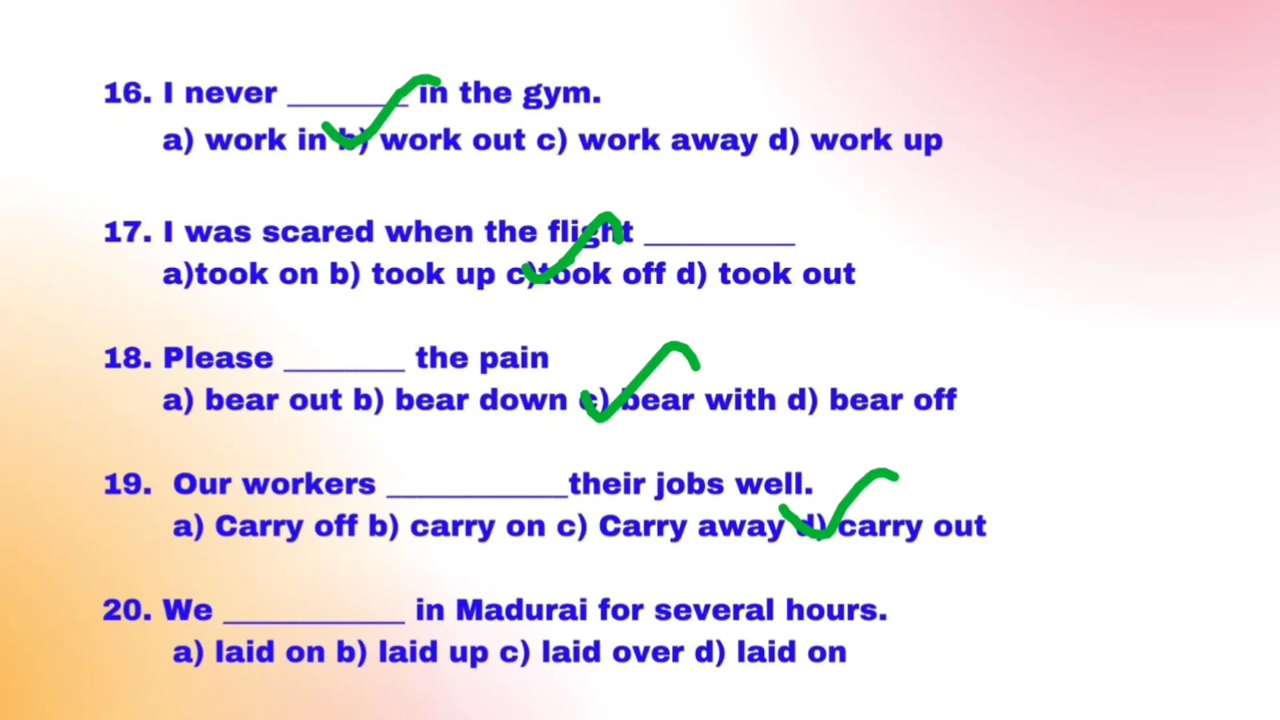 16. I never ________ in the gym.
a) work in b) work out c) work away d) work up
17. I was scared when the flight __________
a)took on b) took up c)took off d) took out
18. Please ________ the pain
a) bear out b) bear down c) bear with d) bear off
19. Our workers ____________their jobs well.
a) Carry off b) carry on c) Carry away d) carry out
20. We ____________ in Madurai for several hours.
a) laid on b) laid up c) laid over d) laid on